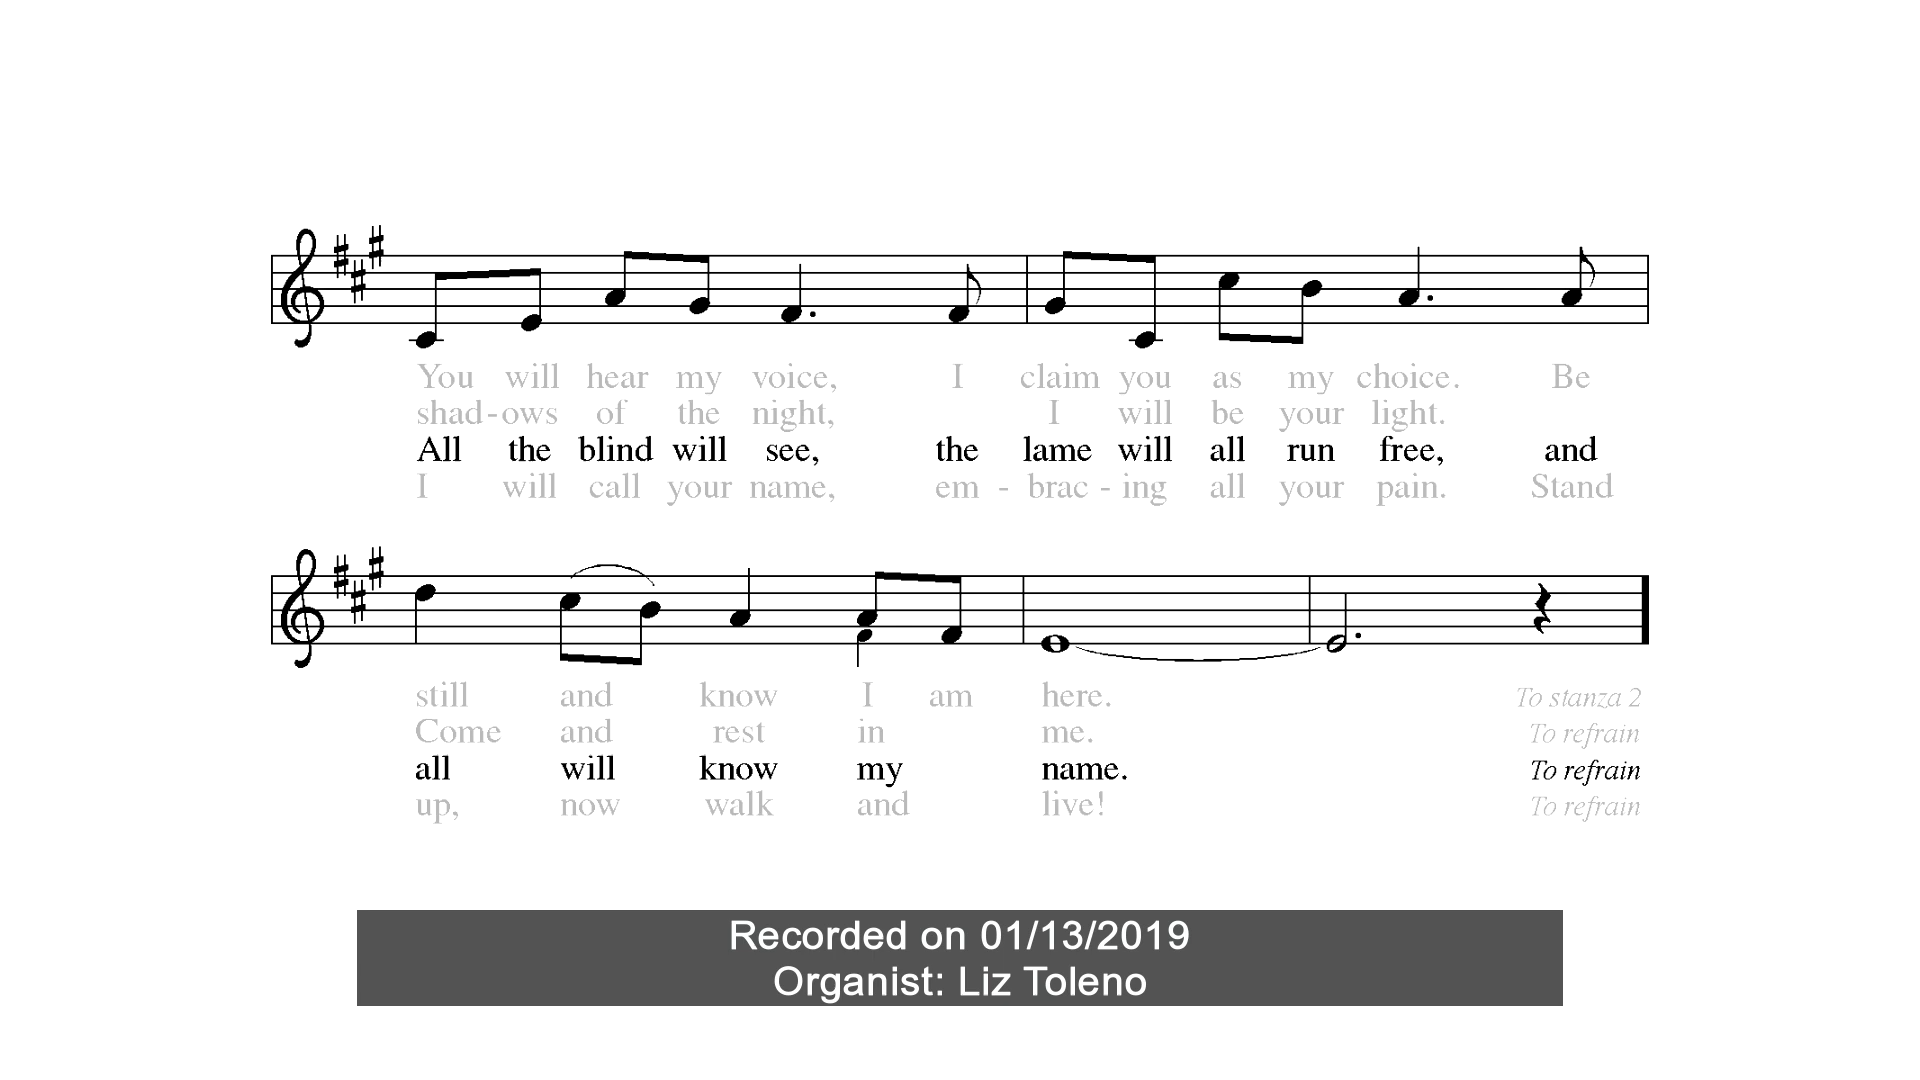 You will hear my voice, I claim you as my choice. Be
shad-ows of the night, I will be your light.
All the blind will see, the lame will all run free, and
I will call your name, em - brac - ing all your pain. Stand
still and know I am here. To stanza 2
Come and rest in me. To refrain
all will know my name. To refrain
up, now walk and live! To refrain
Recorded on 01/13/2019
Organist: Liz Toleno